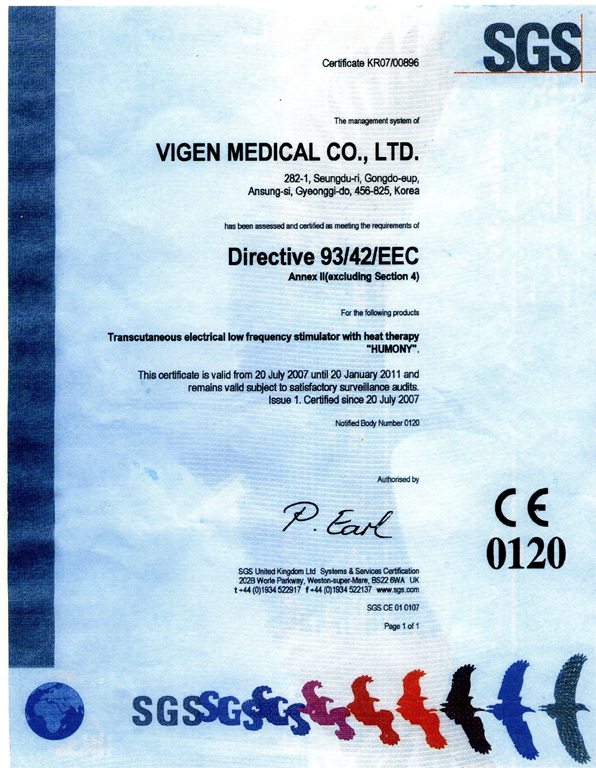 SGS
Certificate KR07/00896
The management system of
VIGEN MEDICAL CO., LTD.
282-1, Seungdu-ri, Gongdo-eup,
Ansung-si, Gyeonggi-do, 456-825, Korea
has been assessed and certified as meeting the requirements of
Directive 93/42/EEC
Annex II(excluding Section 4)
For the following products
Transcutaneous electrical low frequency stimulator with heat therapy
"HUMONY".
This certificate is valid from 20 July 2007 until 20 January 2011 and
remains valid subject to satisfactory surveillance audits.
Issue 1. Certified since 20 July 2007
Notified Body Number 0120
Authorised by
P. Earl
CE
0120
SGS United Kingdom Ltd Systems & Services Certification
202B Worle Parkway, Weston-super-Mare, BS22 6WA UK
t +44 (0)1934 522917 f +44 (0)1934 522137 www.sgs.com
SGS CE 01 0107
Page 1 of 1
SGSSGSSGS